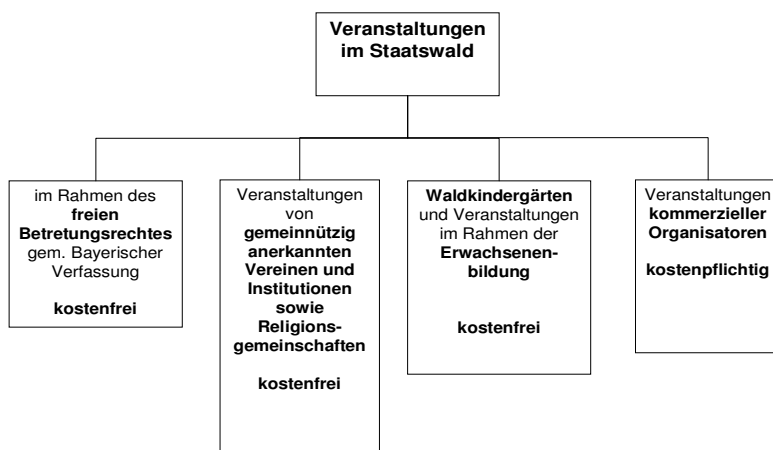 Veranstaltungen
im Staatswald
im Rahmen des
freien
Betretungsrechtes
gem. Bayerischer
Verfassung
kostenfrei
Veranstaltungen
von
gemeinnützig
anerkannten
Vereinen und
Institutionen
sowie
Religions-
gemeinschaften
kostenfrei
Waldkindergärten
und Veranstaltungen
im Rahmen der
Erwachsenen-
bildung
kostenfrei
Veranstaltungen
kommerzieller
Organisatoren
kostenpflichtig